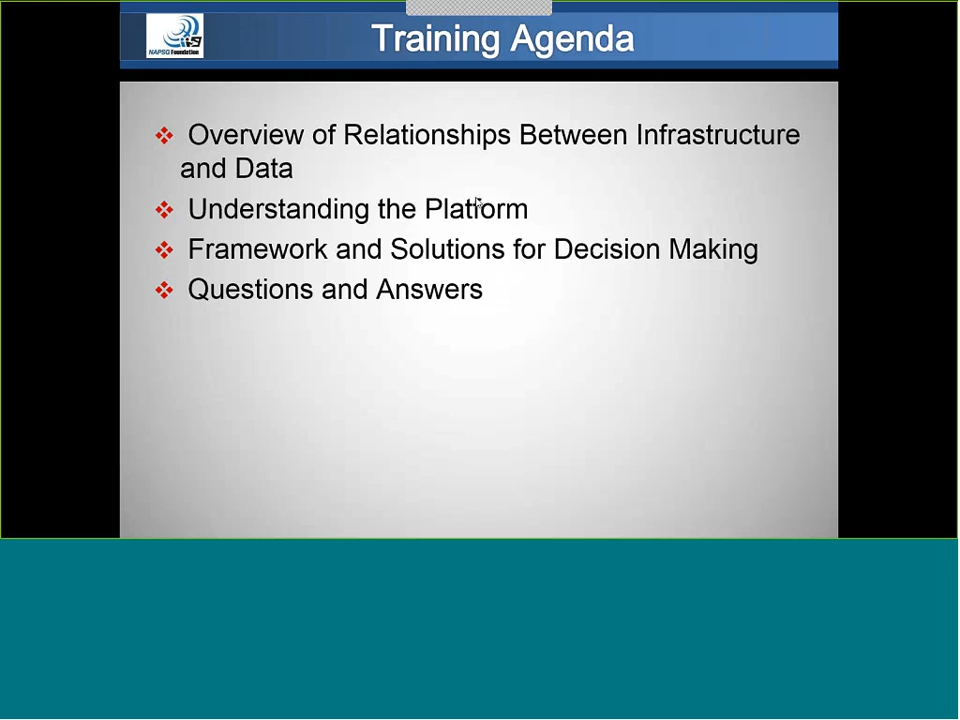 NAPSG Foundation
Training Agenda
Overview of Relationships Between Infrastructure
and Data
Understanding the Platform
Framework and Solutions for Decision Making
Questions and Answers